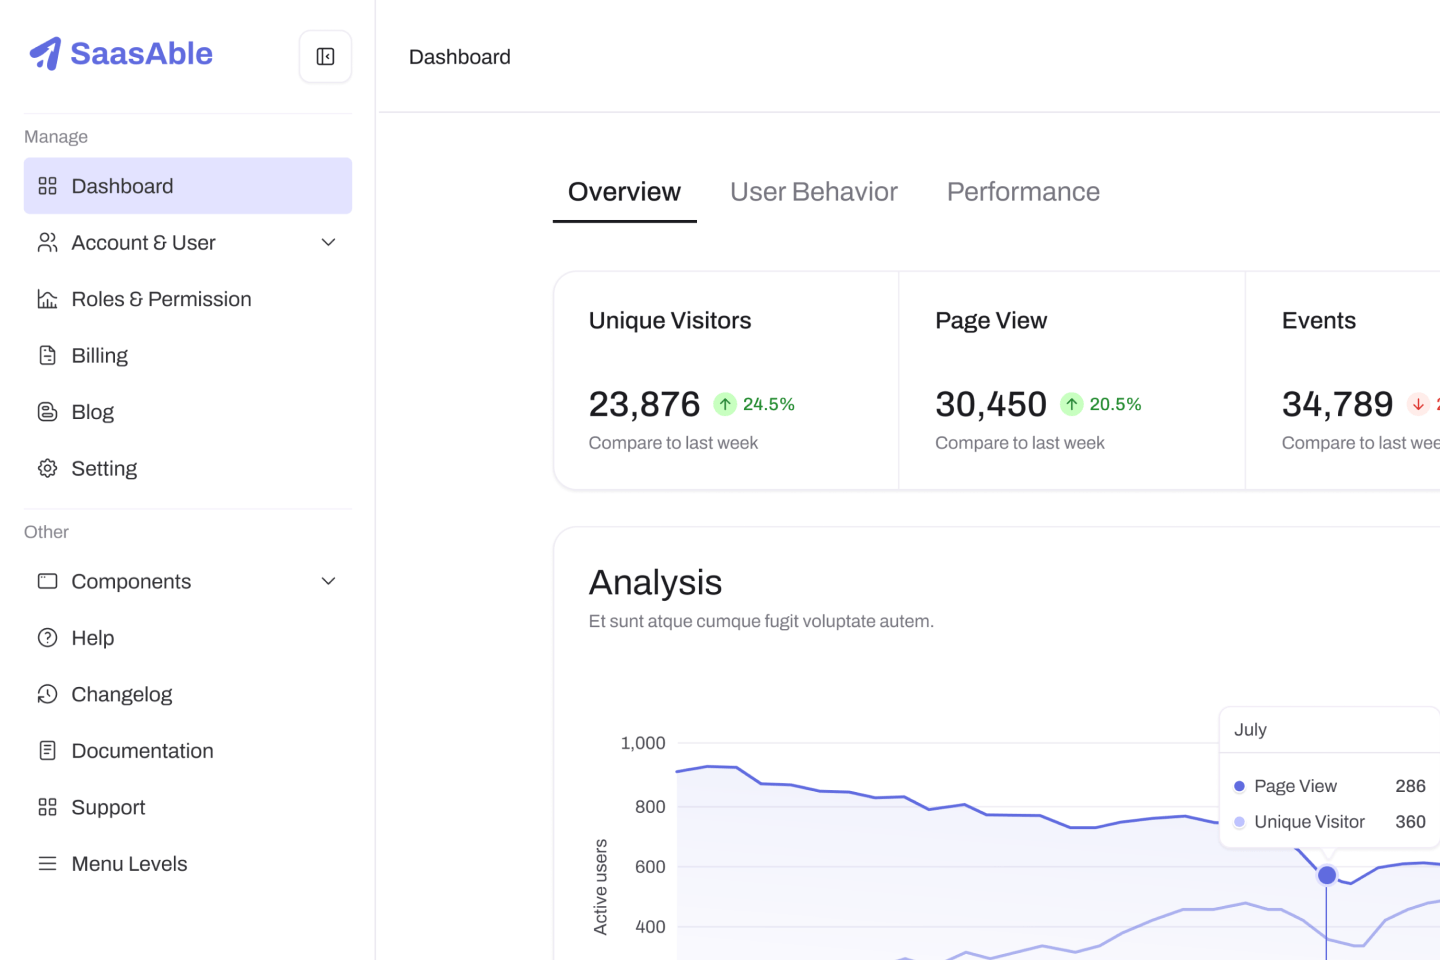 SaasAble
Dashboard
Manage
Dashboard
Account & User
Roles & Permission
Billing
Blog
Setting
Other
Components
Help
Changelog
Documentation
Support
Menu Levels
Overview User Behavior Performance
Unique Visitors
23,876 24.5%
Compare to last week
Page View
30,450 20.5%
Compare to last week
Events
34,789
Compare to last
Analysis
Et sunt atque cumque fugit voluptate autem.
July
Page View 286
Unique Visitor 360
1,000
800
600
400
Active users